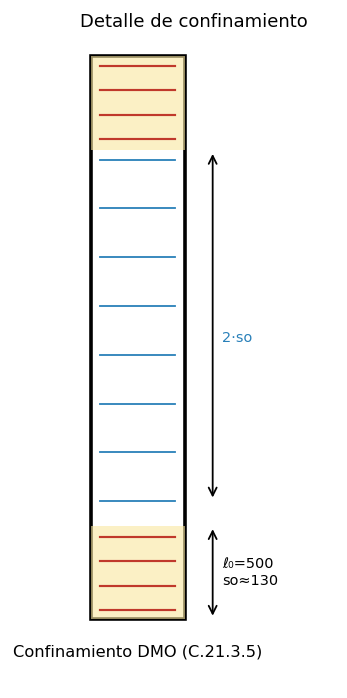 Detalle de confinamiento
2·so
ℓ₀=500
so≈130
Confinamiento DMO (C.21.3.5)